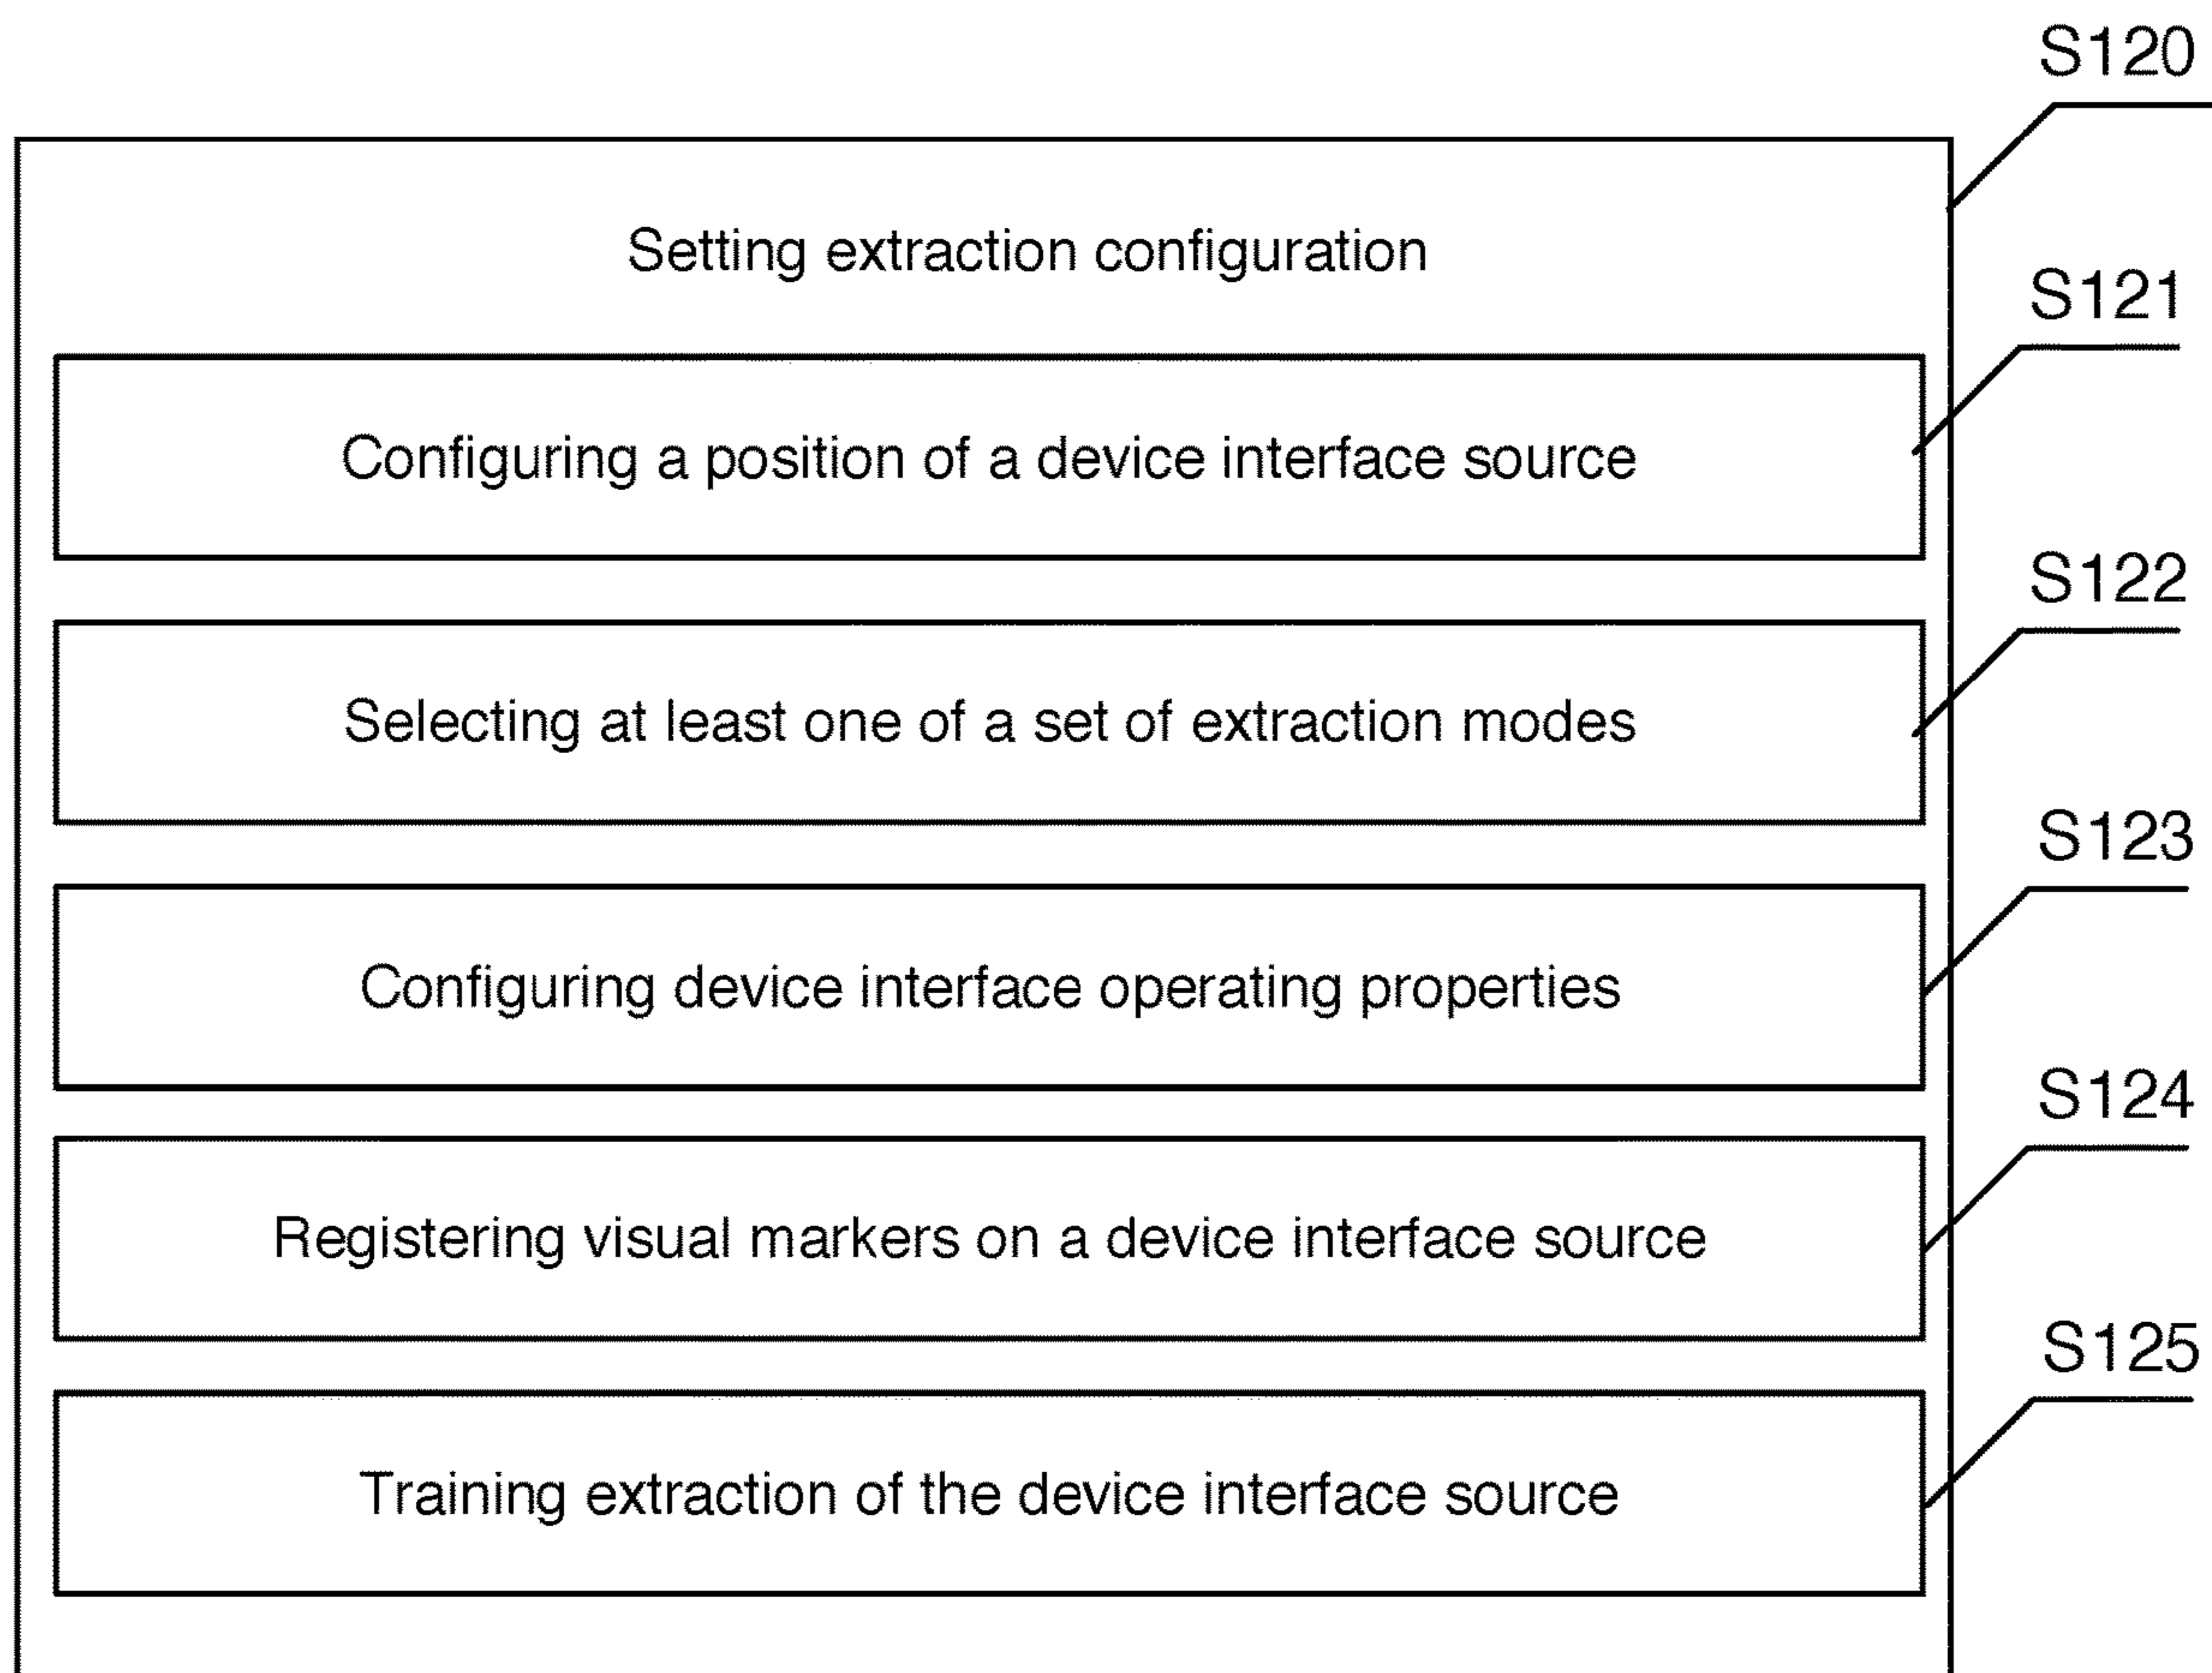 S120
Setting extraction configuration
S121
Configuring a position of a device interface source
S122
Selecting at least one of a set of extraction modes
S123
Configuring device interface operating properties
S124
Registering visual markers on a device interface source
S125
Training extraction of the device interface source